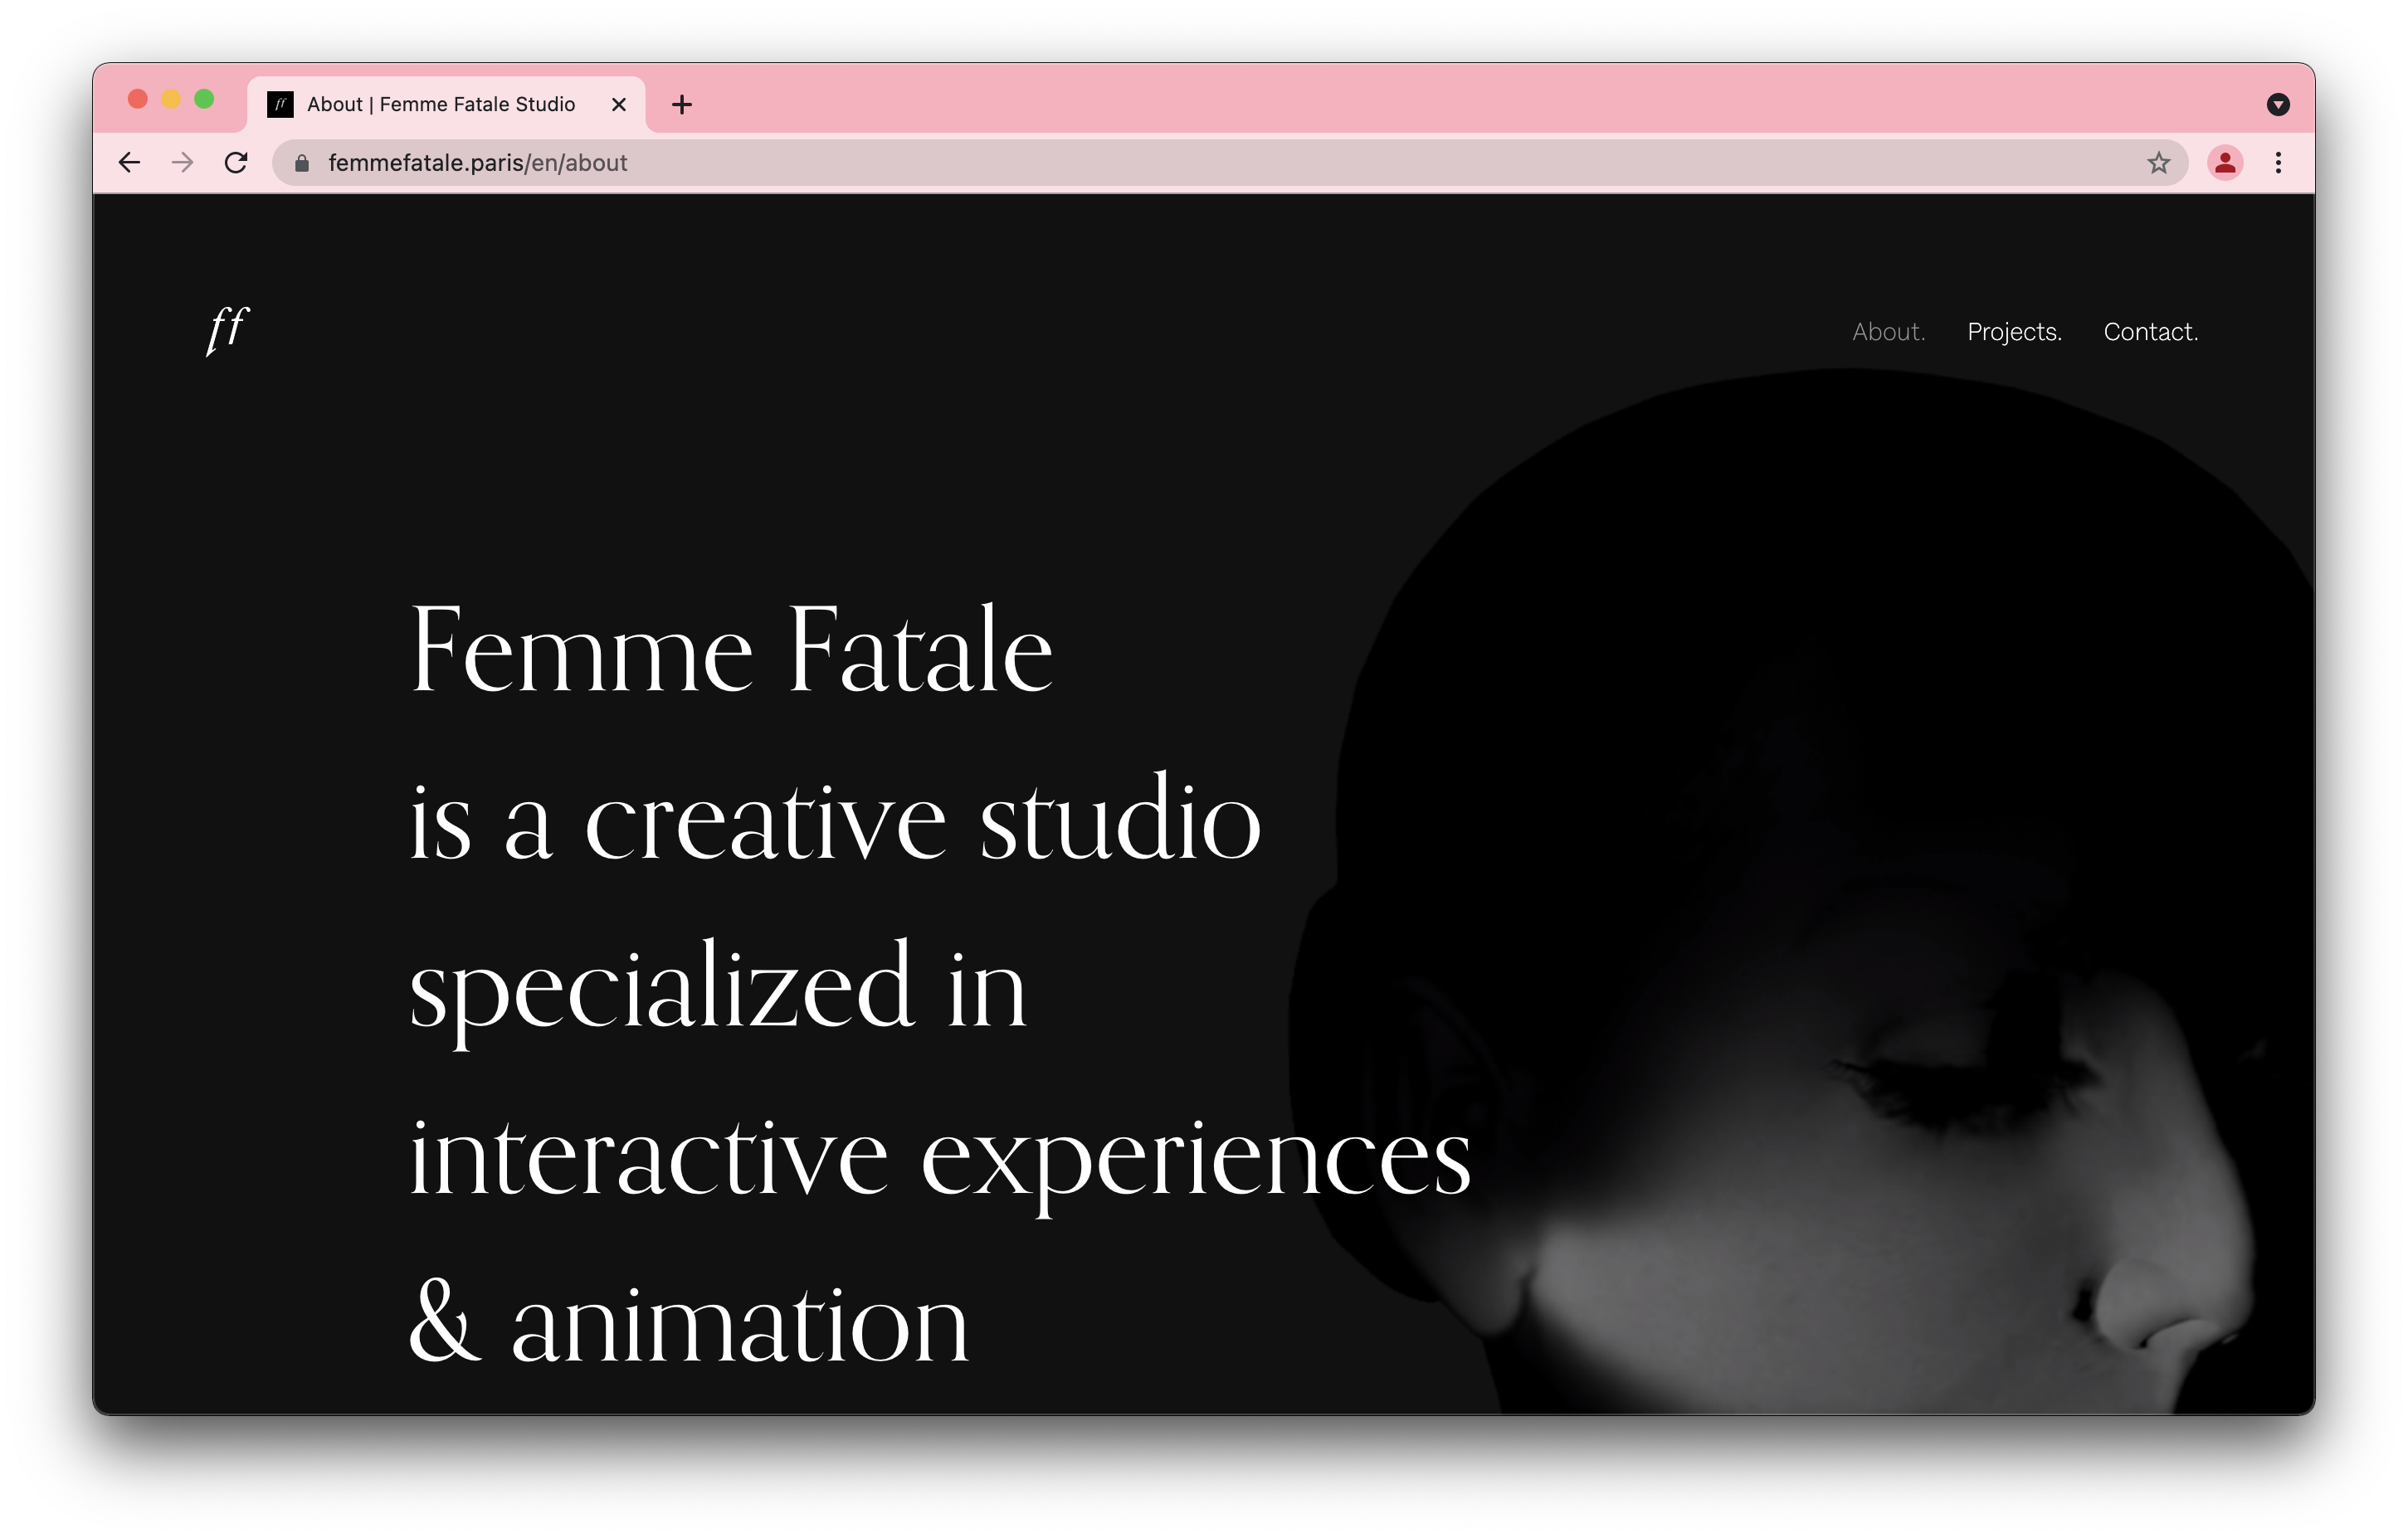 ff About | Femme Fatale Studio
femmefatale.paris/en/about
ff
About. Projects. Contact.
Femme Fatale
is a creative studio
specialized in
interactive experiences
& animation